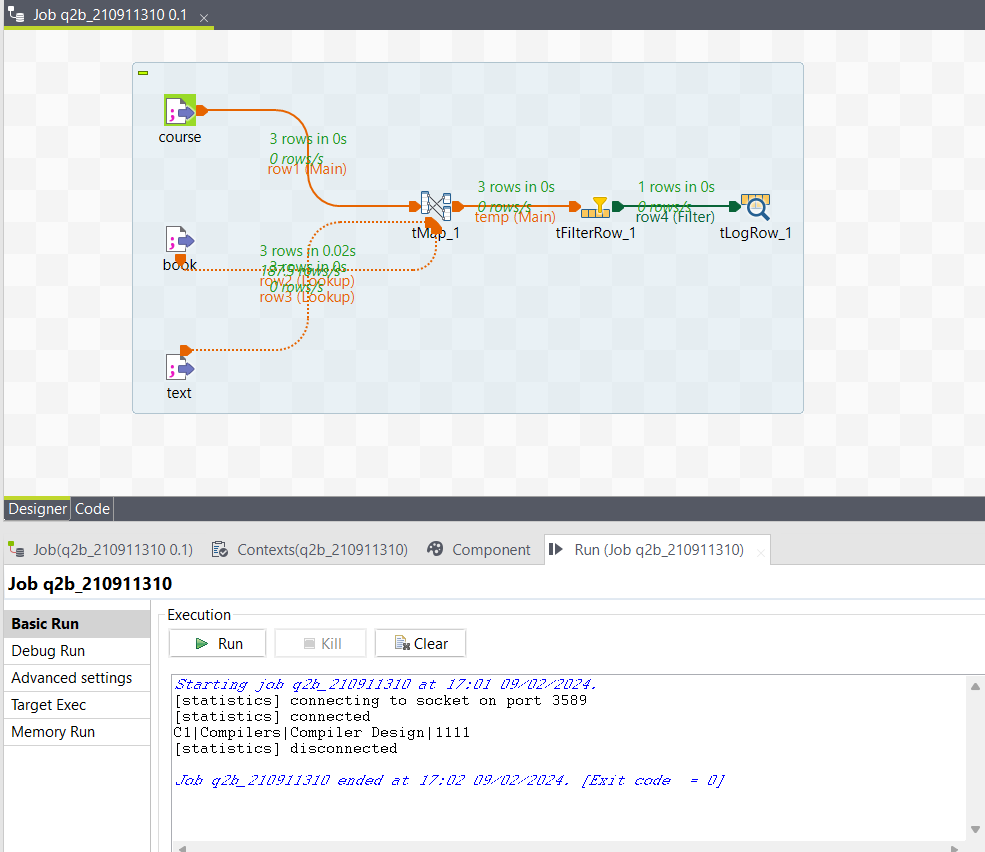 Job q2b_210911310 0.1
course
3 rows in 0s
0 rows/s
row1 (Main)
book
3 rows in 0.02s
187.5 rows/s
row2 (Lookup)
3 rows in 0s
0 rows/s
row3 (Lookup)
text
tMap_1
3 rows in 0s
0 rows/s
temp (Main)
tFilterRow_1
1 rows in 0s
0 rows/s
row4 (Filter)
tLogRow_1
Designer Code
Job(q2b_210911310 0.1) Contexts(q2b_210911310) Component Run (Job q2b_210911310)
Job q2b_210911310
Basic Run
Debug Run
Advanced settings
Target Exec
Memory Run
Execution
Run Kill Clear
Starting job q2b_210911310 at 17:01 09/02/2024.
[statistics] connecting to socket on port 3589
[statistics] connected
C1|Compilers|Compiler Design|1111
[statistics] disconnected
Job q2b_210911310 ended at 17:02 09/02/2024. [Exit code  = 0]